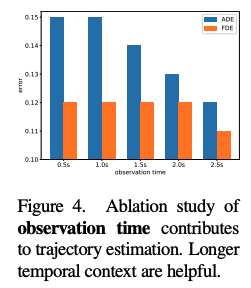 0.15
0.14
0.13
0.12
0.11
0.10
error
ADE
FDE
0.5s 1.0s 1.5s 2.0s 2.5s
observation time
Figure 4. Ablation study of
observation time contributes
to trajectory estimation. Longer
temporal context are helpful.